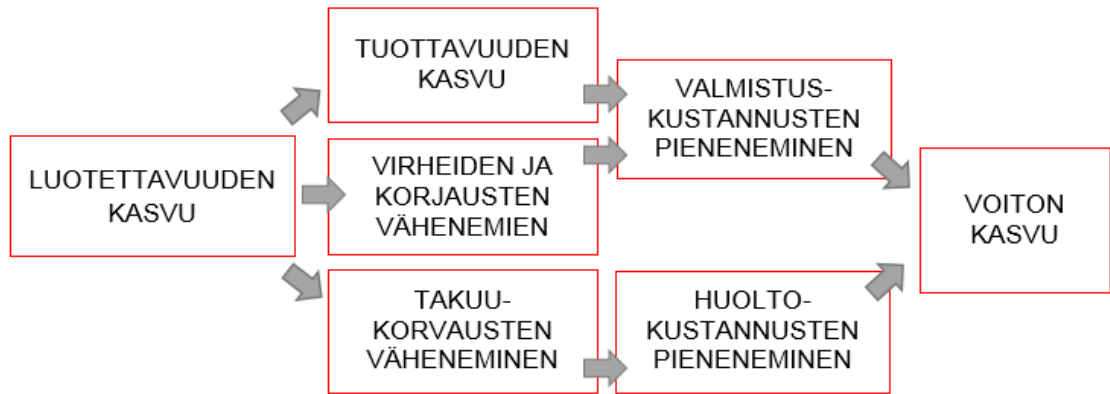 LUOTETTAVUUDEN
KASVU
TUOTTAVUUDEN
KASVU
VIRHEIDEN JA
KORJAUSTEN
VÄHENEMIEN
TAKUU-
KORVAUSTEN
VÄHENEMINEN
VALMISTUS-
KUSTANNUSTEN
PIENENEMINEN
HUOLTO-
KUSTANNUSTEN
PIENENEMINEN
VOITON
KASVU